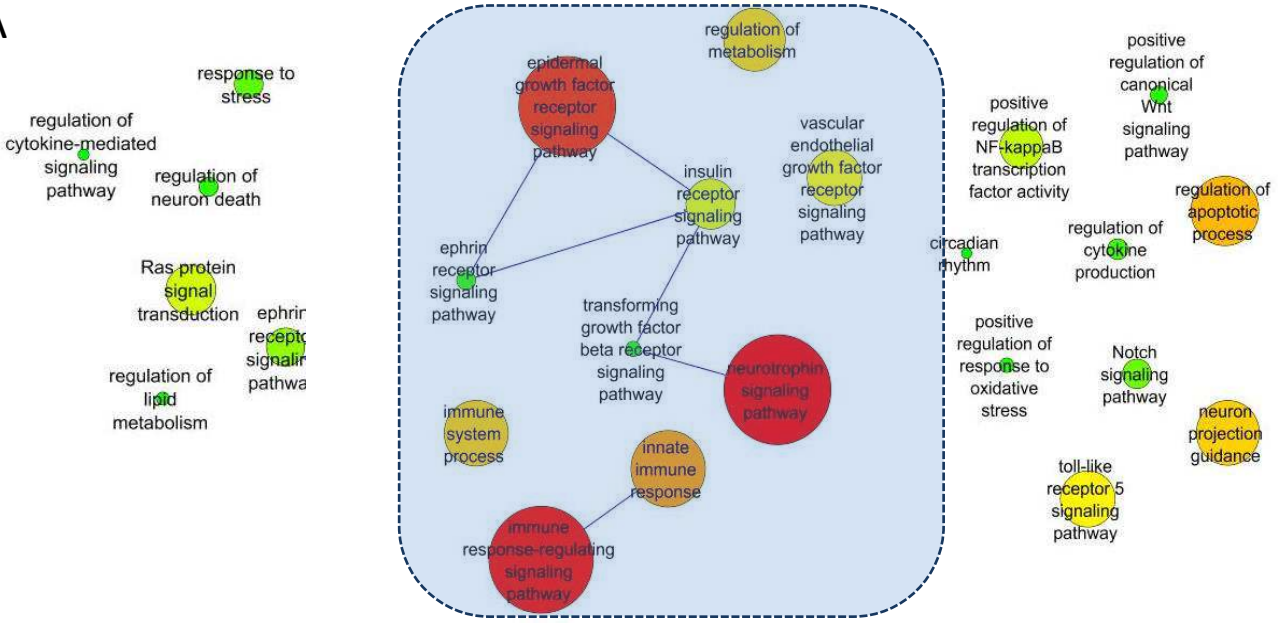 A
response to
stress
regulation of
cytokine-mediated
signaling
pathway
regulation of
neuron death
Ras protein
signal
transduction
ephrin
recepto
signalin
pathwa
regulation of
lipid
metabolism
regulation of
metabolism
epidermal
growth factor
receptor
signaling
pathway
vascular
endothelial
growth factor
receptor
signaling
pathway
insulin
receptor
signaling
pathway
ephrin
receptor
signaling
pathway
transforming
growth factor
beta receptor
signaling
pathway
neurotrophin
signaling
pathway
immune
system
process
innate
immune
response
immune
response-regulating
signaling
pathway
positive
regulation of
canonical
Wnt
signaling
pathway
positive
regulation of
NF-kappaB
transcription
factor activity
regulation of
apoptotic
process
circadian
rhythm
regulation of
cytokine
production
positive
regulation of
response to
oxidative
stress
Notch
signaling
pathway
neuron
projection
guidance
toll-like
receptor 5
signaling
pathway